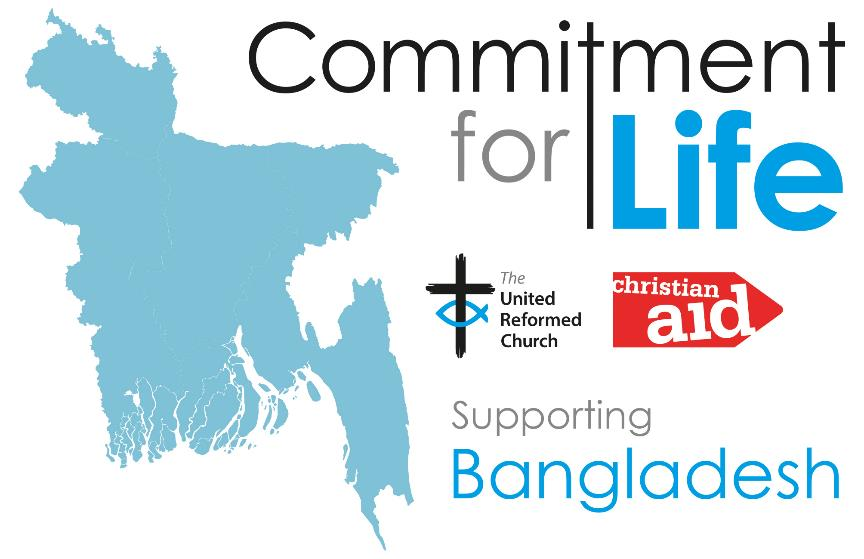 Commitment
for Life
The
United
Reformed
Church
christian
aid
Supporting
Bangladesh